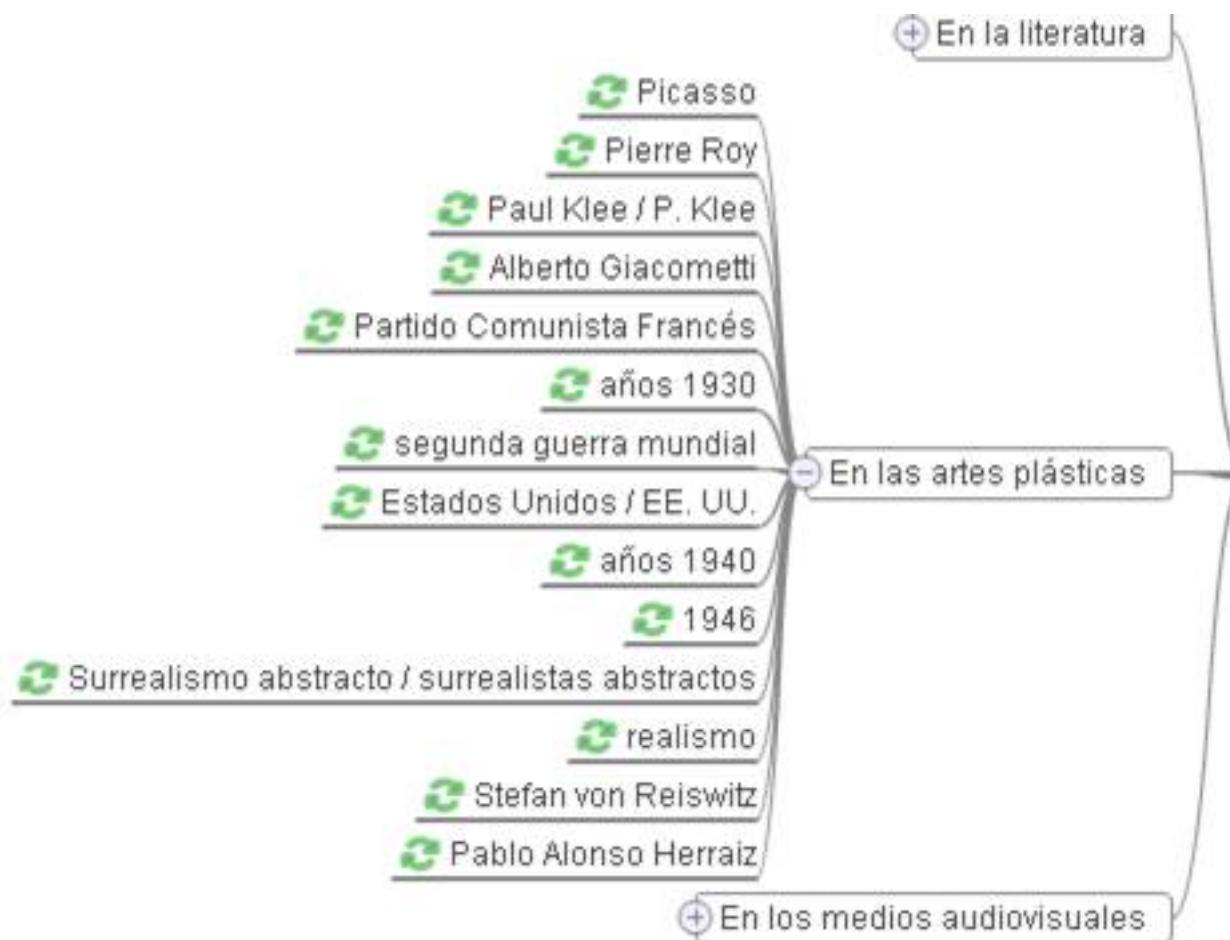 En la literatura
Picasso
Pierre Roy
Paul Klee / P. Klee
Alberto Giacometti
Partido Comunista Francés
años 1930
segunda guerra mundial
En las artes plásticas
Estados Unidos / EE. UU.
años 1940
1946
Surrealismo abstracto / surrealistas abstractos
realismo
Stefan von Reiswitz
Pablo Alonso Herraiz
En los medios audiovisuales